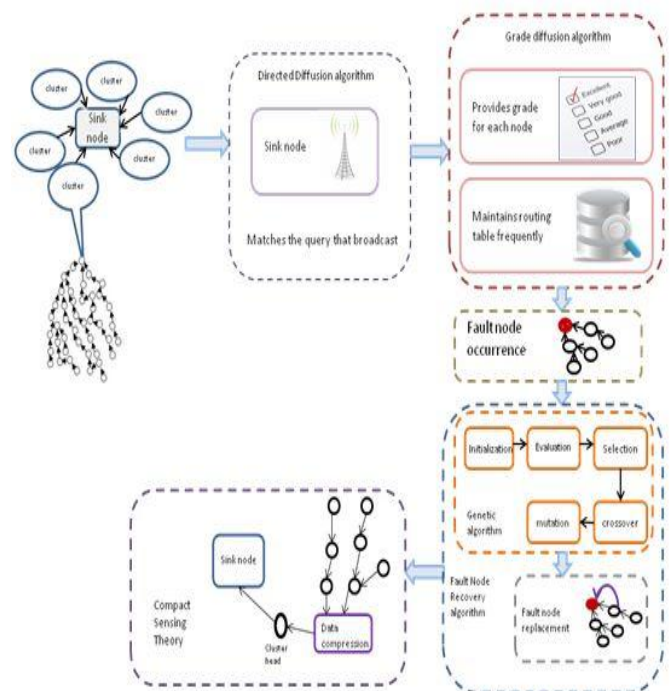 cluster
cluster
cluster
cluster
cluster
cluster
cluster
Sink
node
Directed Diffusion algorithm
Sink node
Matches the query that broadcast
Grade diffusion algorithm
Provides grade
for each node
Excellent
Very good
Good
Average
Poor
Maintains routing
table frequently
Fault node
occurrence
Initialization
Evaluation
Selection
crossover
mutation
Genetic
algorithm
Fault Node
Recovery
algorithm
Fault node
replacement
Sink node
Compact
Sensing
Theory
Cluster
head
Data
compression